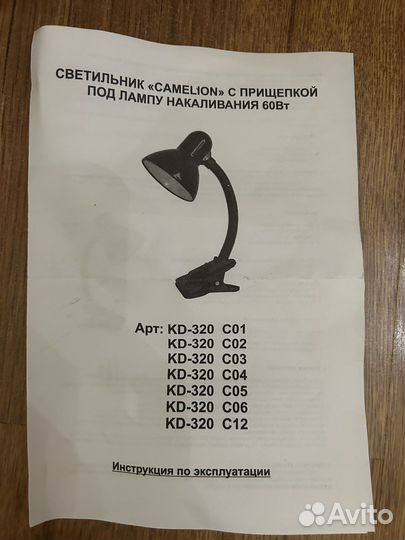 СВЕТИЛЬНИК «CAMELION» С ПРИЩЕПКОЙ
ПОД ЛАМПУ НАКАЛИВАНИЯ 60Вт
Арт: KD-320 C01
KD-320 C02
KD-320 C03
KD-320 C04
KD-320 C05
KD-320 C06
KD-320 C12
Инструкция по эксплуатации
Avito